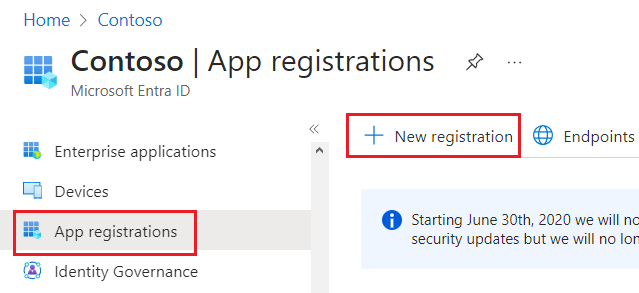 Home > Contoso
Contoso | App registrations
Microsoft Entra ID
Enterprise applications
Devices
App registrations
Identity Governance
New registration
Endpoints
Starting June 30th, 2020 we will no
security updates but we will no lon